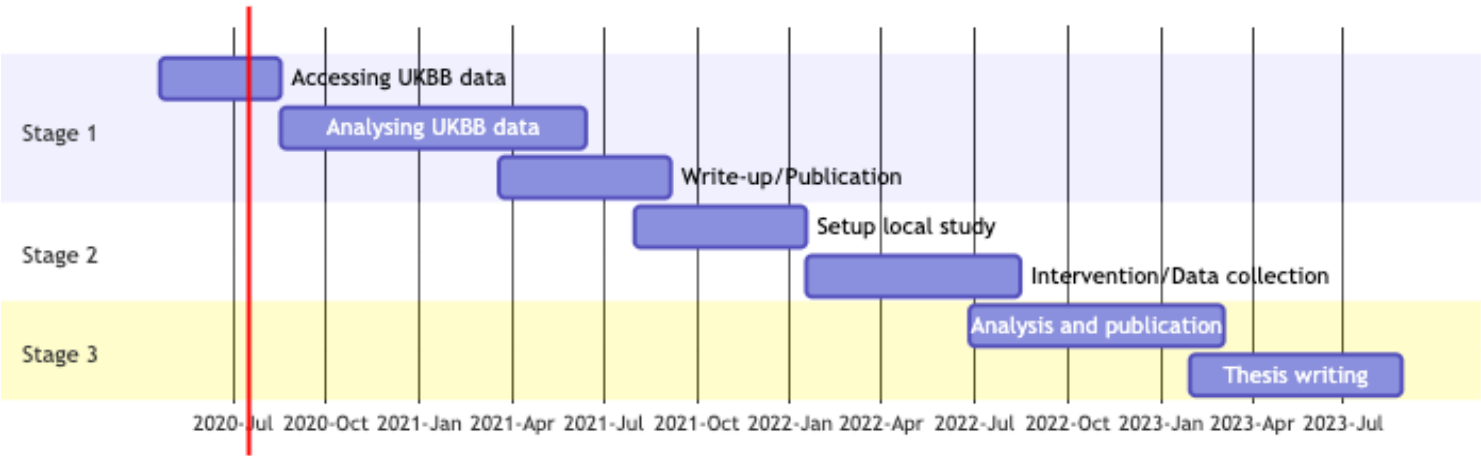 Accessing UKBB data
Stage 1
Analysing UKBB data
Write-up/Publication
Setup local study
Stage 2
Intervention/Data collection
Analysis and publication
Stage 3
Thesis writing
2020-Jul 2020-Oct 2021-Jan 2021-Apr 2021-Jul 2021-Oct 2022-Jan 2022-Apr 2022-Jul 2022-Oct 2023-Jan 2023-Apr 2023-Jul